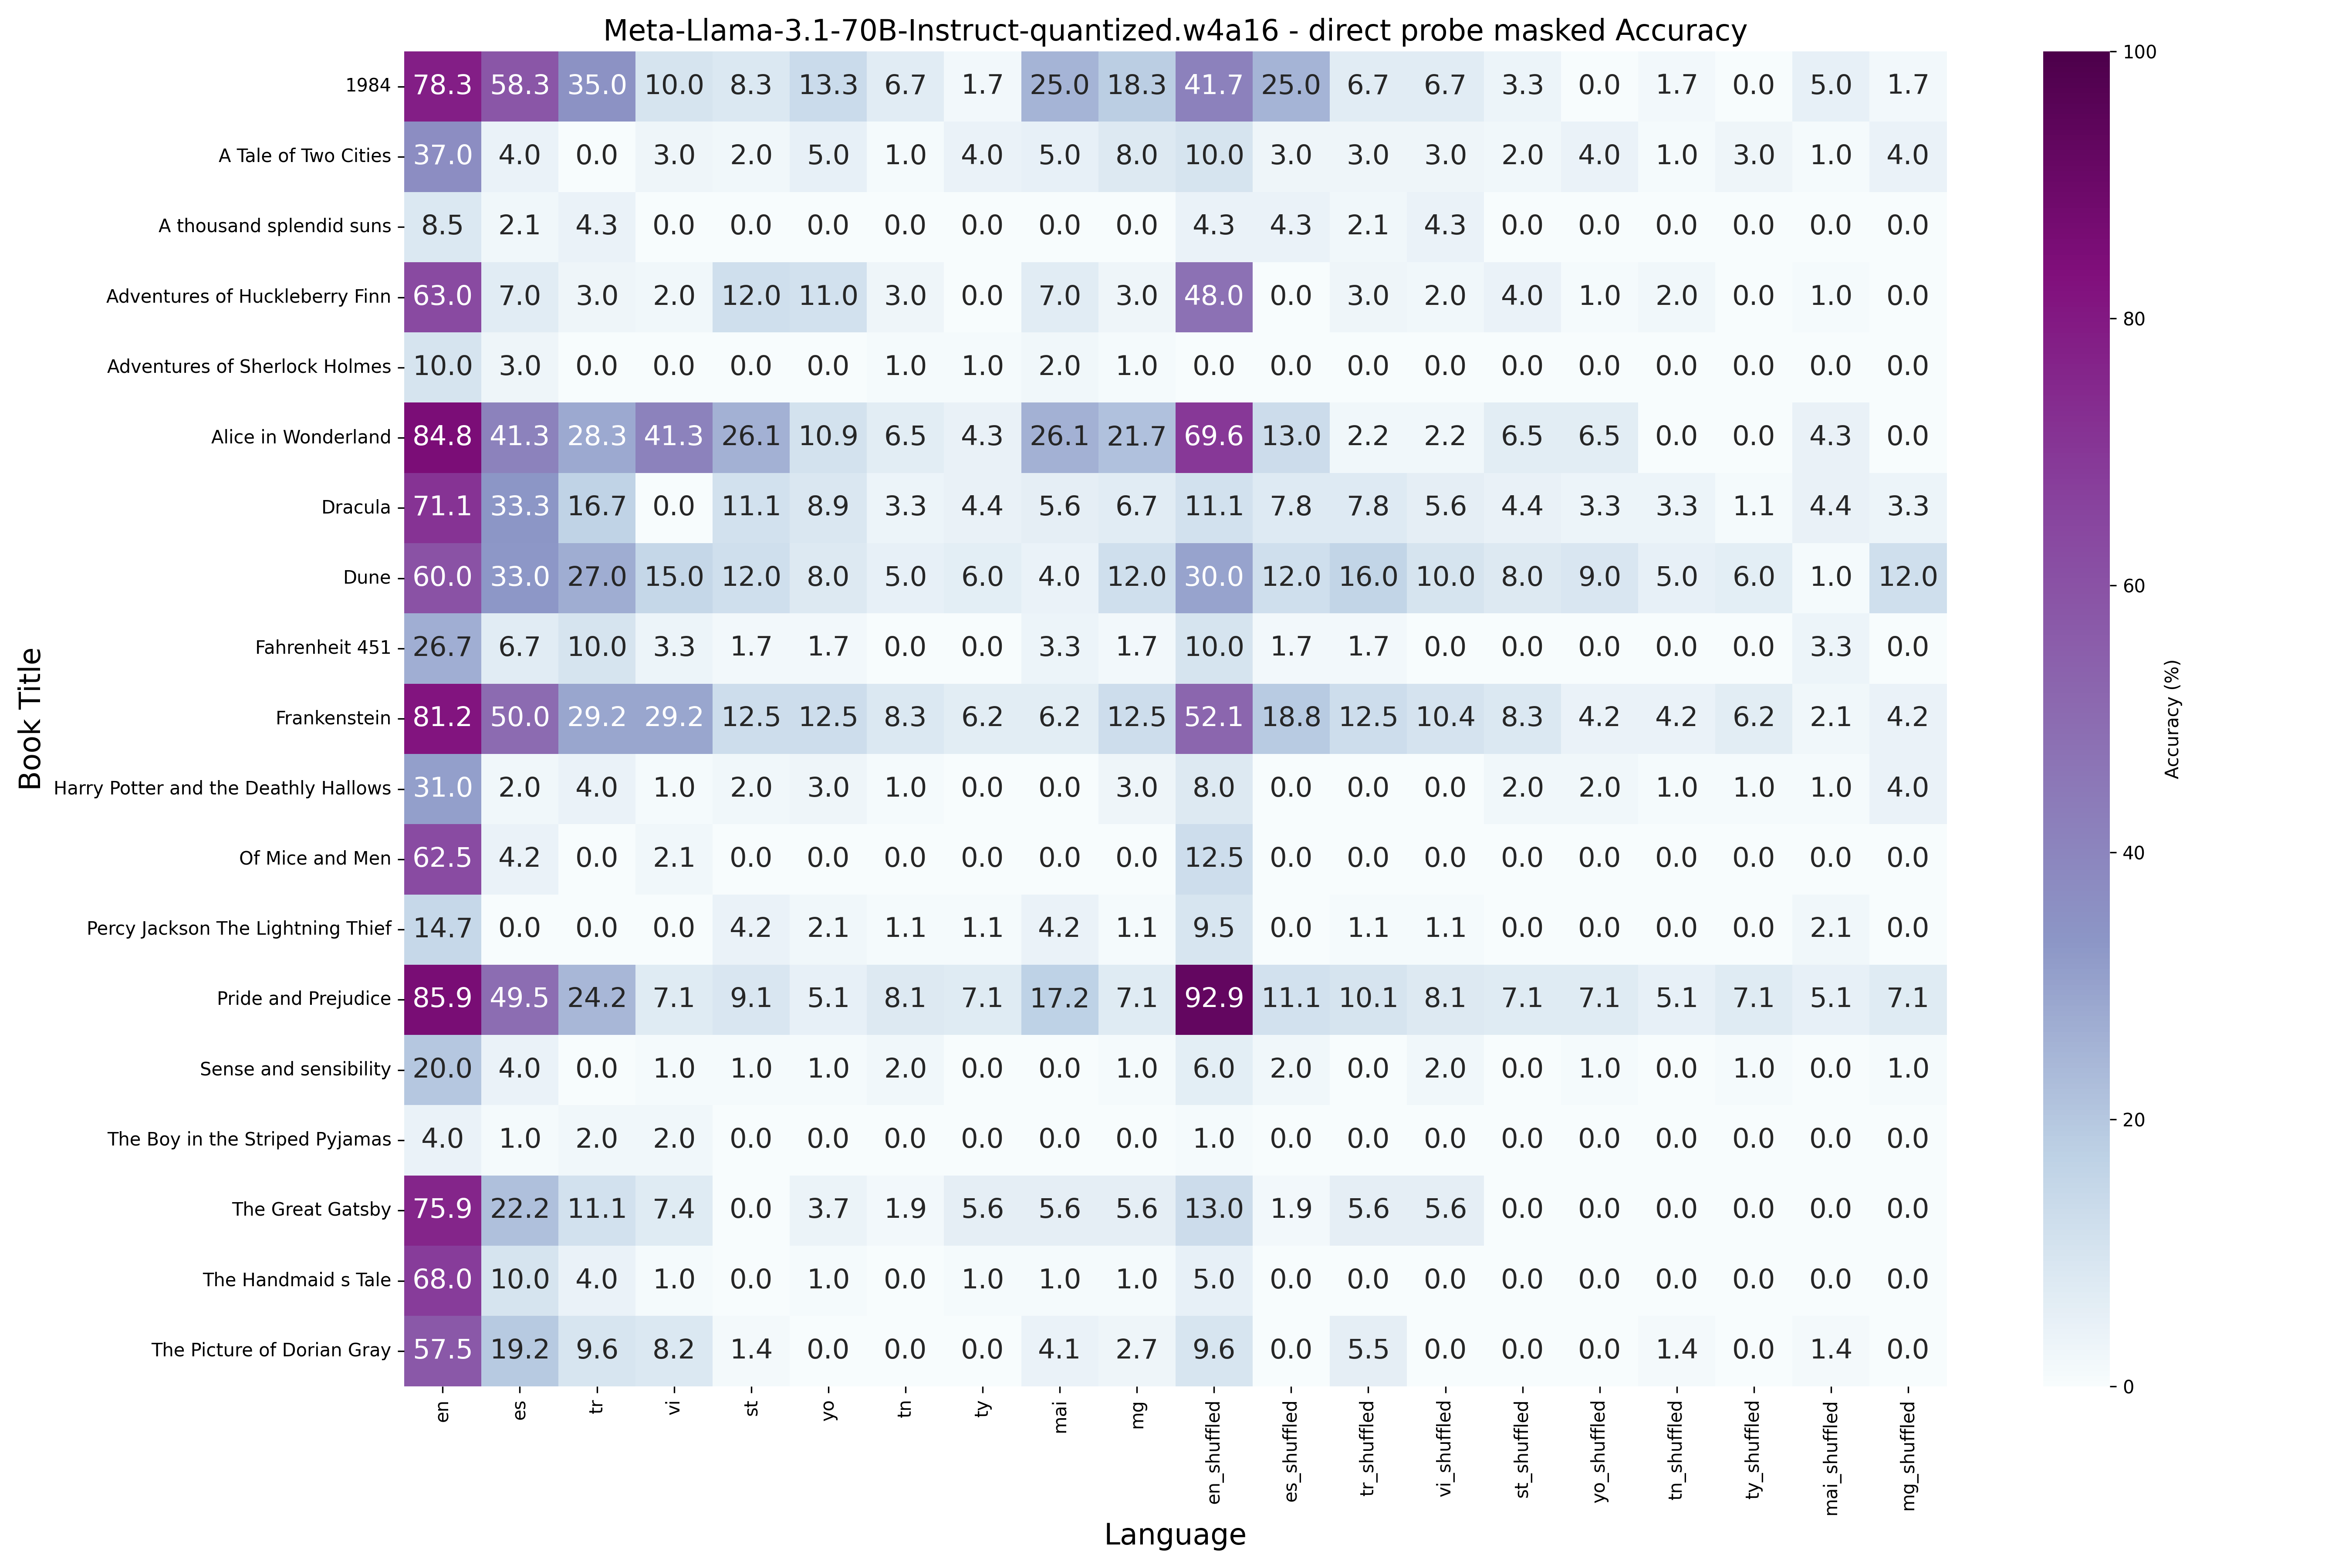 Meta-Llama-3.1-70B-Instruct-quantized.w4a16 - direct probe masked Accuracy
1984 78.3 58.3 35.0 10.0 8.3 13.3 6.7 1.7 25.0 18.3 41.7 25.0 6.7 6.7 3.3 0.0 1.7 0.0 5.0 1.7
A Tale of Two Cities 37.0 4.0 0.0 3.0 2.0 5.0 1.0 4.0 5.0 8.0 10.0 3.0 3.0 3.0 2.0 4.0 1.0 3.0 1.0 4.0
A thousand splendid suns 8.5 2.1 4.3 0.0 0.0 0.0 0.0 0.0 0.0 0.0 4.3 4.3 2.1 4.3 0.0 0.0 0.0 0.0 0.0 0.0
Adventures of Huckleberry Finn 63.0 7.0 3.0 2.0 12.0 11.0 3.0 0.0 7.0 3.0 48.0 0.0 3.0 2.0 4.0 1.0 2.0 0.0 1.0 0.0
Adventures of Sherlock Holmes 10.0 3.0 0.0 0.0 0.0 0.0 1.0 1.0 2.0 1.0 0.0 0.0 0.0 0.0 0.0 0.0 0.0 0.0 0.0 0.0
Alice in Wonderland 84.8 41.3 28.3 41.3 26.1 10.9 6.5 4.3 26.1 21.7 69.6 13.0 2.2 2.2 6.5 6.5 0.0 0.0 4.3 0.0
Dracula 71.1 33.3 16.7 0.0 11.1 8.9 3.3 4.4 5.6 6.7 11.1 7.8 7.8 5.6 4.4 3.3 3.3 1.1 4.4 3.3
Dune 60.0 33.0 27.0 15.0 12.0 8.0 5.0 6.0 4.0 12.0 30.0 12.0 16.0 10.0 8.0 9.0 5.0 6.0 1.0 12.0
Fahrenheit 451 26.7 6.7 10.0 3.3 1.7 1.7 0.0 0.0 3.3 1.7 10.0 1.7 1.7 0.0 0.0 0.0 0.0 0.0 3.3 0.0
Frankenstein 81.2 50.0 29.2 29.2 12.5 12.5 8.3 6.2 6.2 12.5 52.1 18.8 12.5 10.4 8.3 4.2 4.2 6.2 2.1 4.2
Harry Potter and the Deathly Hallows 31.0 2.0 4.0 1.0 2.0 3.0 1.0 0.0 0.0 3.0 8.0 0.0 0.0 0.0 2.0 2.0 1.0 1.0 1.0 4.0
Of Mice and Men 62.5 4.2 0.0 2.1 0.0 0.0 0.0 0.0 0.0 0.0 12.5 0.0 0.0 0.0 0.0 0.0 0.0 0.0 0.0 0.0
Percy Jackson The Lightning Thief 14.7 0.0 0.0 0.0 4.2 2.1 1.1 1.1 4.2 1.1 9.5 0.0 1.1 1.1 0.0 0.0 0.0 0.0 2.1 0.0
Pride and Prejudice 85.9 49.5 24.2 7.1 9.1 5.1 8.1 7.1 17.2 7.1 92.9 11.1 10.1 8.1 7.1 7.1 5.1 7.1 5.1 7.1
Sense and sensibility 20.0 4.0 0.0 1.0 1.0 1.0 2.0 0.0 0.0 1.0 6.0 2.0 0.0 2.0 0.0 1.0 0.0 1.0 0.0 1.0
The Boy in the Striped Pyjamas 4.0 1.0 2.0 2.0 0.0 0.0 0.0 0.0 0.0 0.0 1.0 0.0 0.0 0.0 0.0 0.0 0.0 0.0 0.0 0.0
The Great Gatsby 75.9 22.2 11.1 7.4 0.0 3.7 1.9 5.6 5.6 5.6 13.0 1.9 5.6 5.6 0.0 0.0 0.0 0.0 0.0 0.0
The Handmaid s Tale 68.0 10.0 4.0 1.0 0.0 1.0 0.0 1.0 1.0 1.0 5.0 0.0 0.0 0.0 0.0 0.0 0.0 0.0 0.0 0.0
The Picture of Dorian Gray 57.5 19.2 9.6 8.2 1.4 0.0 0.0 0.0 4.1 2.7 9.6 0.0 5.5 0.0 0.0 0.0 1.4 0.0 1.4 0.0
en es tr vi st yo tn ty mai mg en_shuffled es_shuffled tr_shuffled vi_shuffled st_shuffled yo_shuffled tn_shuffled ty_shuffled mai_shuffled mg_shuffled
Language
Book Title
100
80
60
40
20
0
Accuracy (%)